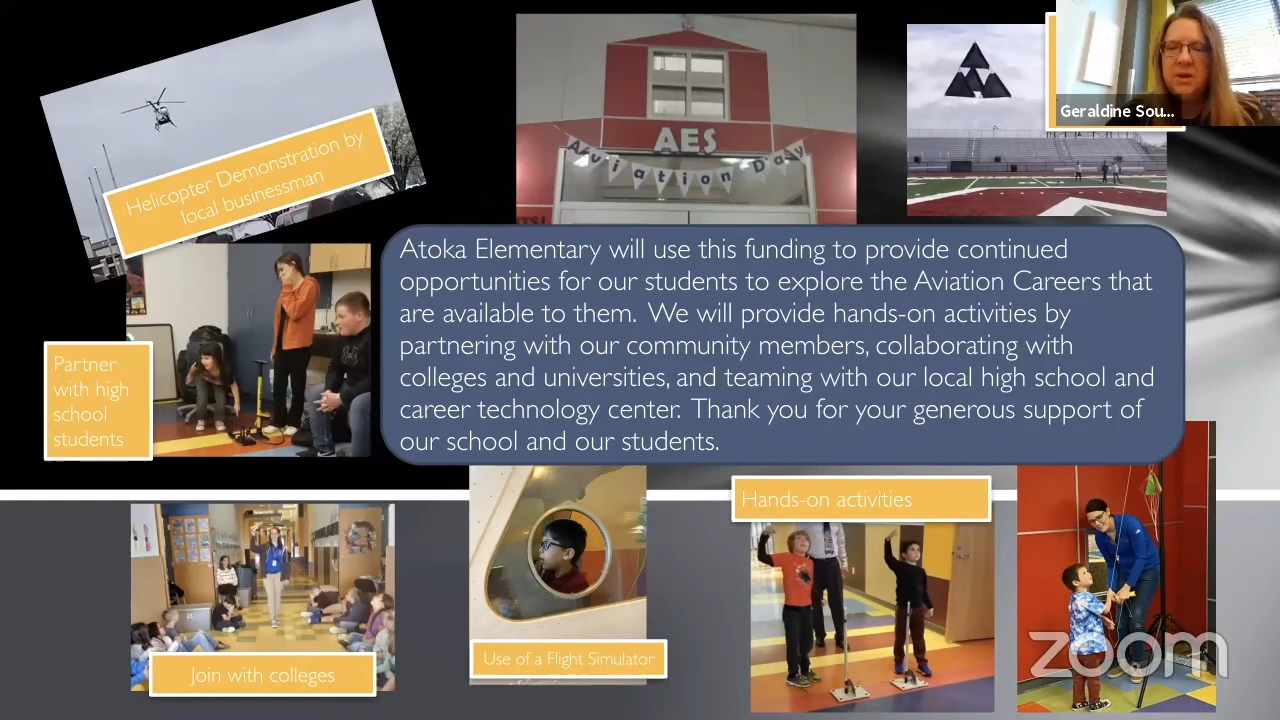 Geraldine Sou...
Helicopter Demonstration by
local businessman
AES
Aviation Day
Atoka Elementary will use this funding to provide continued
opportunities for our students to explore the Aviation Careers that
are available to them. We will provide hands-on activities by
partnering with our community members, collaborating with
colleges and universities, and teaming with our local high school and
career technology center. Thank you for your generous support of
our school and our students.
Partner
with high
school
students
Hands-on activities
Use of a Flight Simulator
Join with colleges
zoom